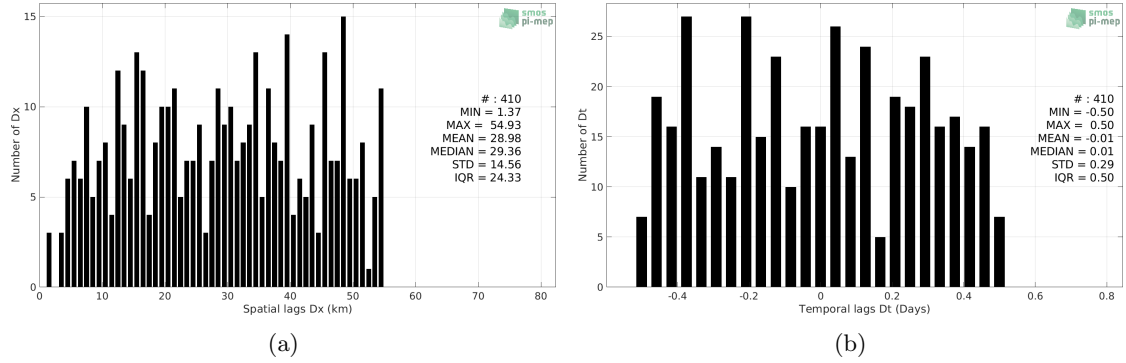 15
10
5
0
Number of Dx
0 10 20 30 40 50 60 70 80
Spatial lags Dx (km)
smos
pi-mep
# : 410
MIN = 1.37
MAX = 54.93
MEAN = 28.98
MEDIAN = 29.36
STD = 14.56
IQR = 24.33
(a)
25
20
15
10
5
0
Number of Dt
-0.4 -0.2 0 0.2 0.4 0.6 0.8
Temporal lags Dt (Days)
smos
pi-mep
# : 410
MIN = -0.50
MAX = 0.50
MEAN = -0.01
MEDIAN = 0.01
STD = 0.29
IQR = 0.50
(b)